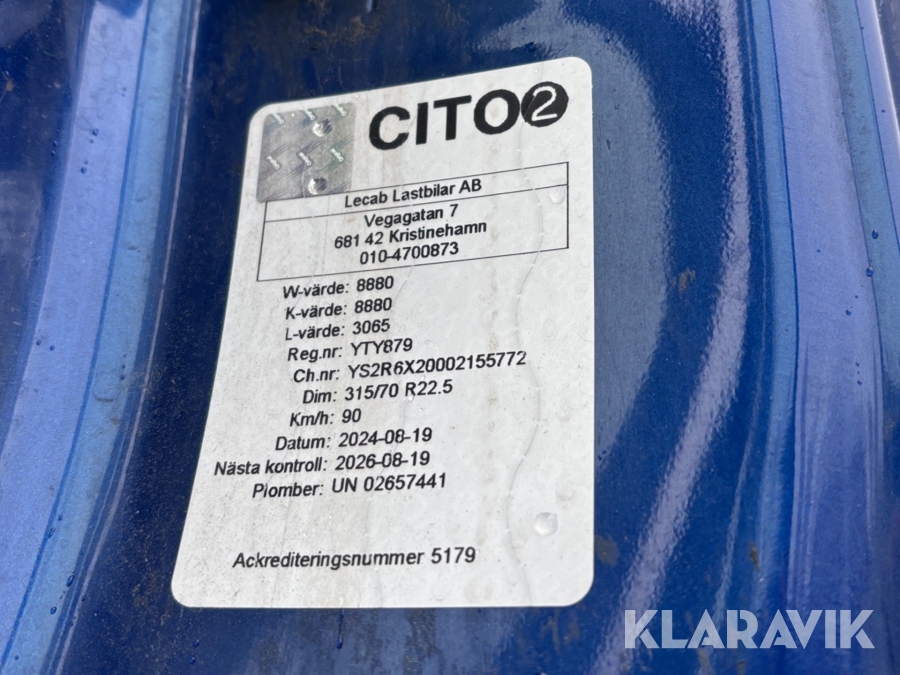 CITO2
Lecab Lastbilar AB
Vegagatan 7
681 42 Kristinehamn
010-4700873
W-värde: 8880
K-värde: 8880
L-värde: 3065
Reg.nr: YTY879
Ch.nr: YS2R6X20002155772
Dim: 315/70 R22.5
Km/h: 90
Datum: 2024-08-19
Nästa kontroll: 2026-08-19
Plomber: UN 02657441
Ackrediteringsnummer 5179
KLARAVIK